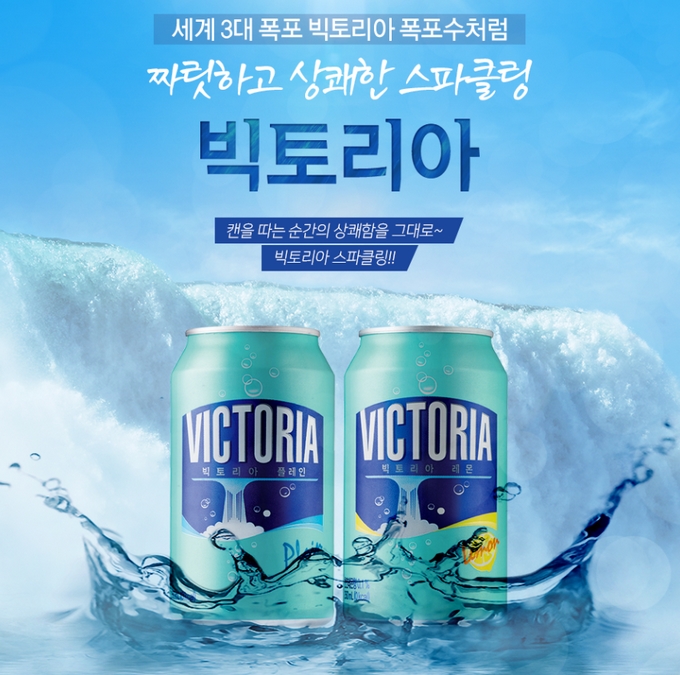 세계 3대 폭포 빅토리아 폭포수처럼
짜릿하고 상쾌한 스파클링
빅토리아
캔을 따는 순간의 상쾌함을 그대로~
빅토리아 스파클링!!
VICTORIA
빅토리아 플레인
VICTORIA
빅토리아 레몬
Lemon